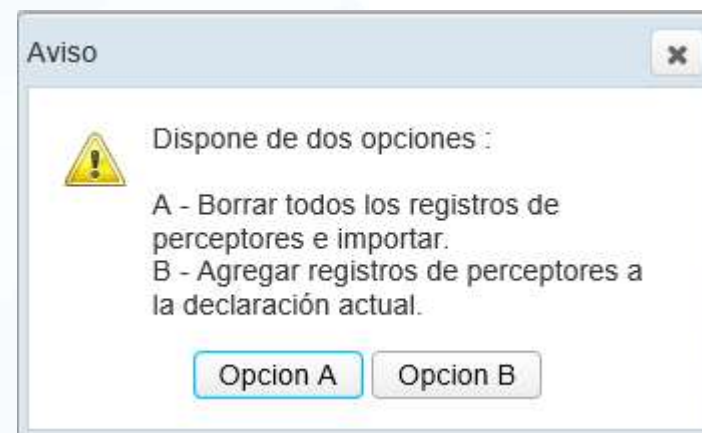 Aviso
Dispone de dos opciones :
A - Borrar todos los registros de
perceptores e importar.
B - Agregar registros de perceptores a
la declaración actual.
Opcion A
Opcion B